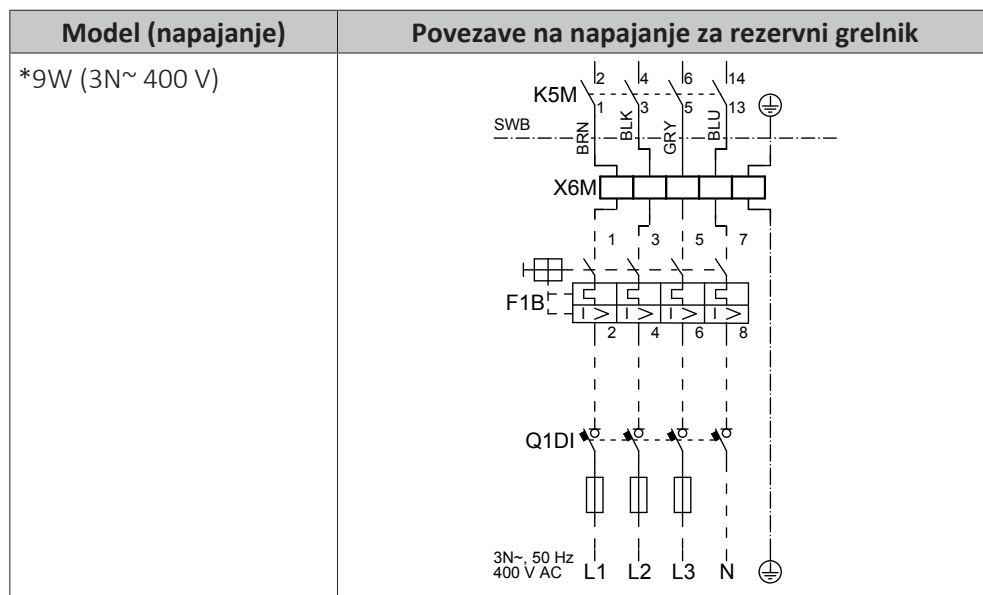 Model (napajanje) Povezave na napajanje za rezervni grelnik
*9W (3N~ 400 V)
2 4 6 14
K5M
1 3 5 13
SWB
BRN BLK GRY BLU
X6M
1 3 5 7
F1B
I > I > I > I >
2 4 6 8
Q1DI
3N~, 50 Hz
400 V AC L1 L2 L3 N